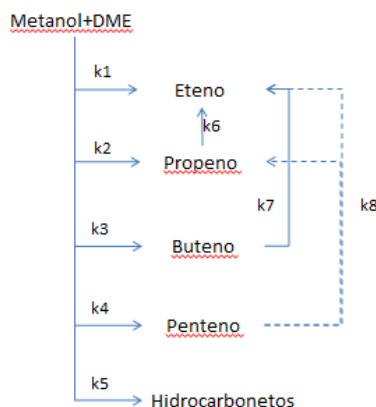 Metanol+DME
k1
Eteno
k6
k2
Propeno
k7
k8
k3
Buteno
k4
Penteno
k5
Hidrocarbonetos